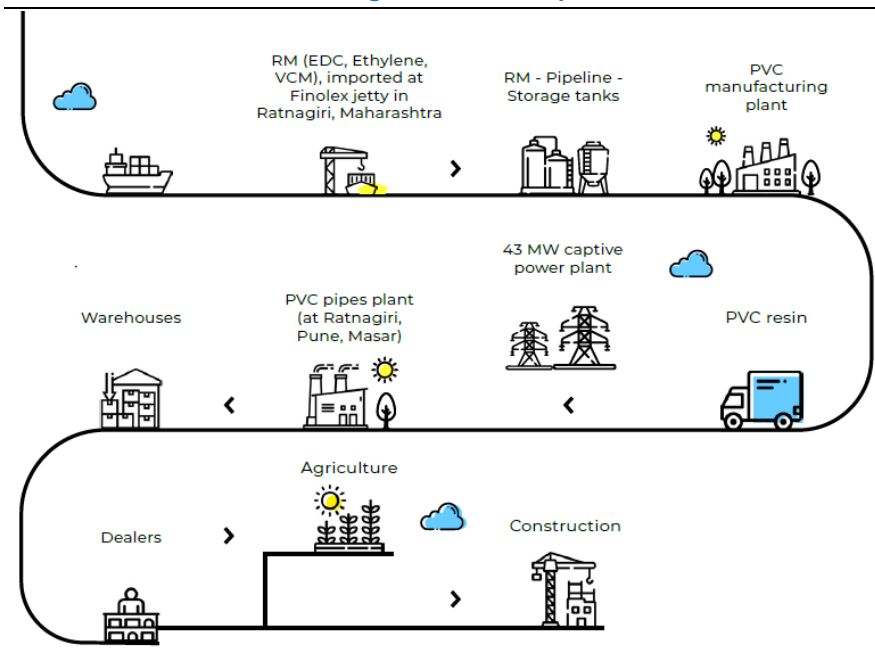 RM (EDC, Ethylene,
VCM), imported at
Finolex jetty in
Ratnagiri, Maharashtra
RM - Pipeline -
Storage tanks
PVC
manufacturing
plant
43 MW captive
power plant
Warehouses
PVC pipes plant
(at Ratnagiri,
Pune, Masar)
PVC resin
Agriculture
Dealers
Construction